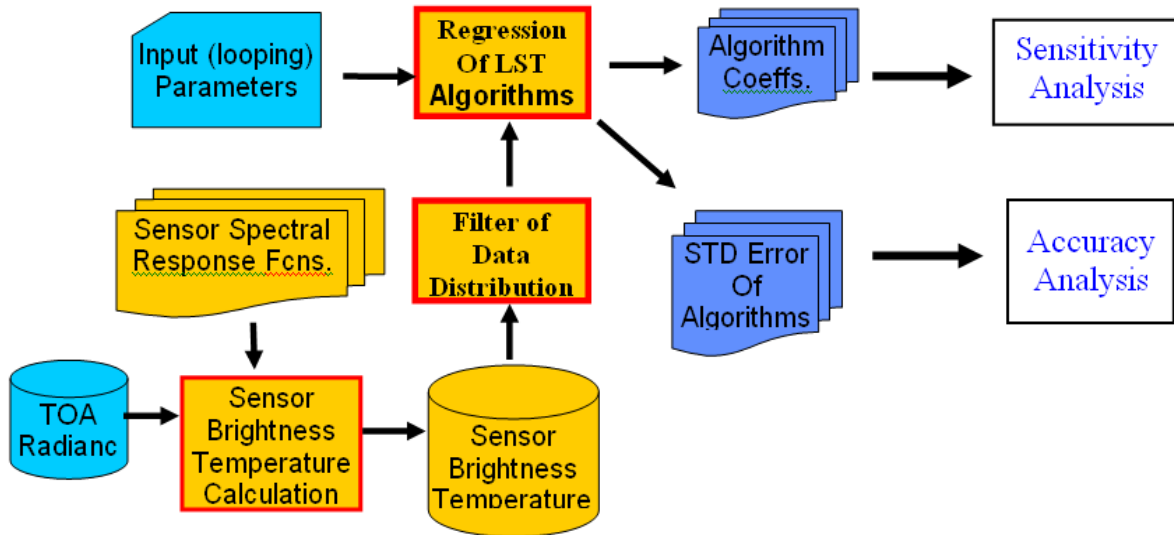 Input (looping)
Parameters
Regression
Of LST
Algorithms
Algorithm
Coeffs.
Sensitivity
Analysis
Sensor Spectral
Response Fcns.
Filter of
Data
Distribution
STD Error
Of
Algorithms
Accuracy
Analysis
TOA
Radianc
Sensor
Brightness
Temperature
Calculation
Sensor
Brightness
Temperature